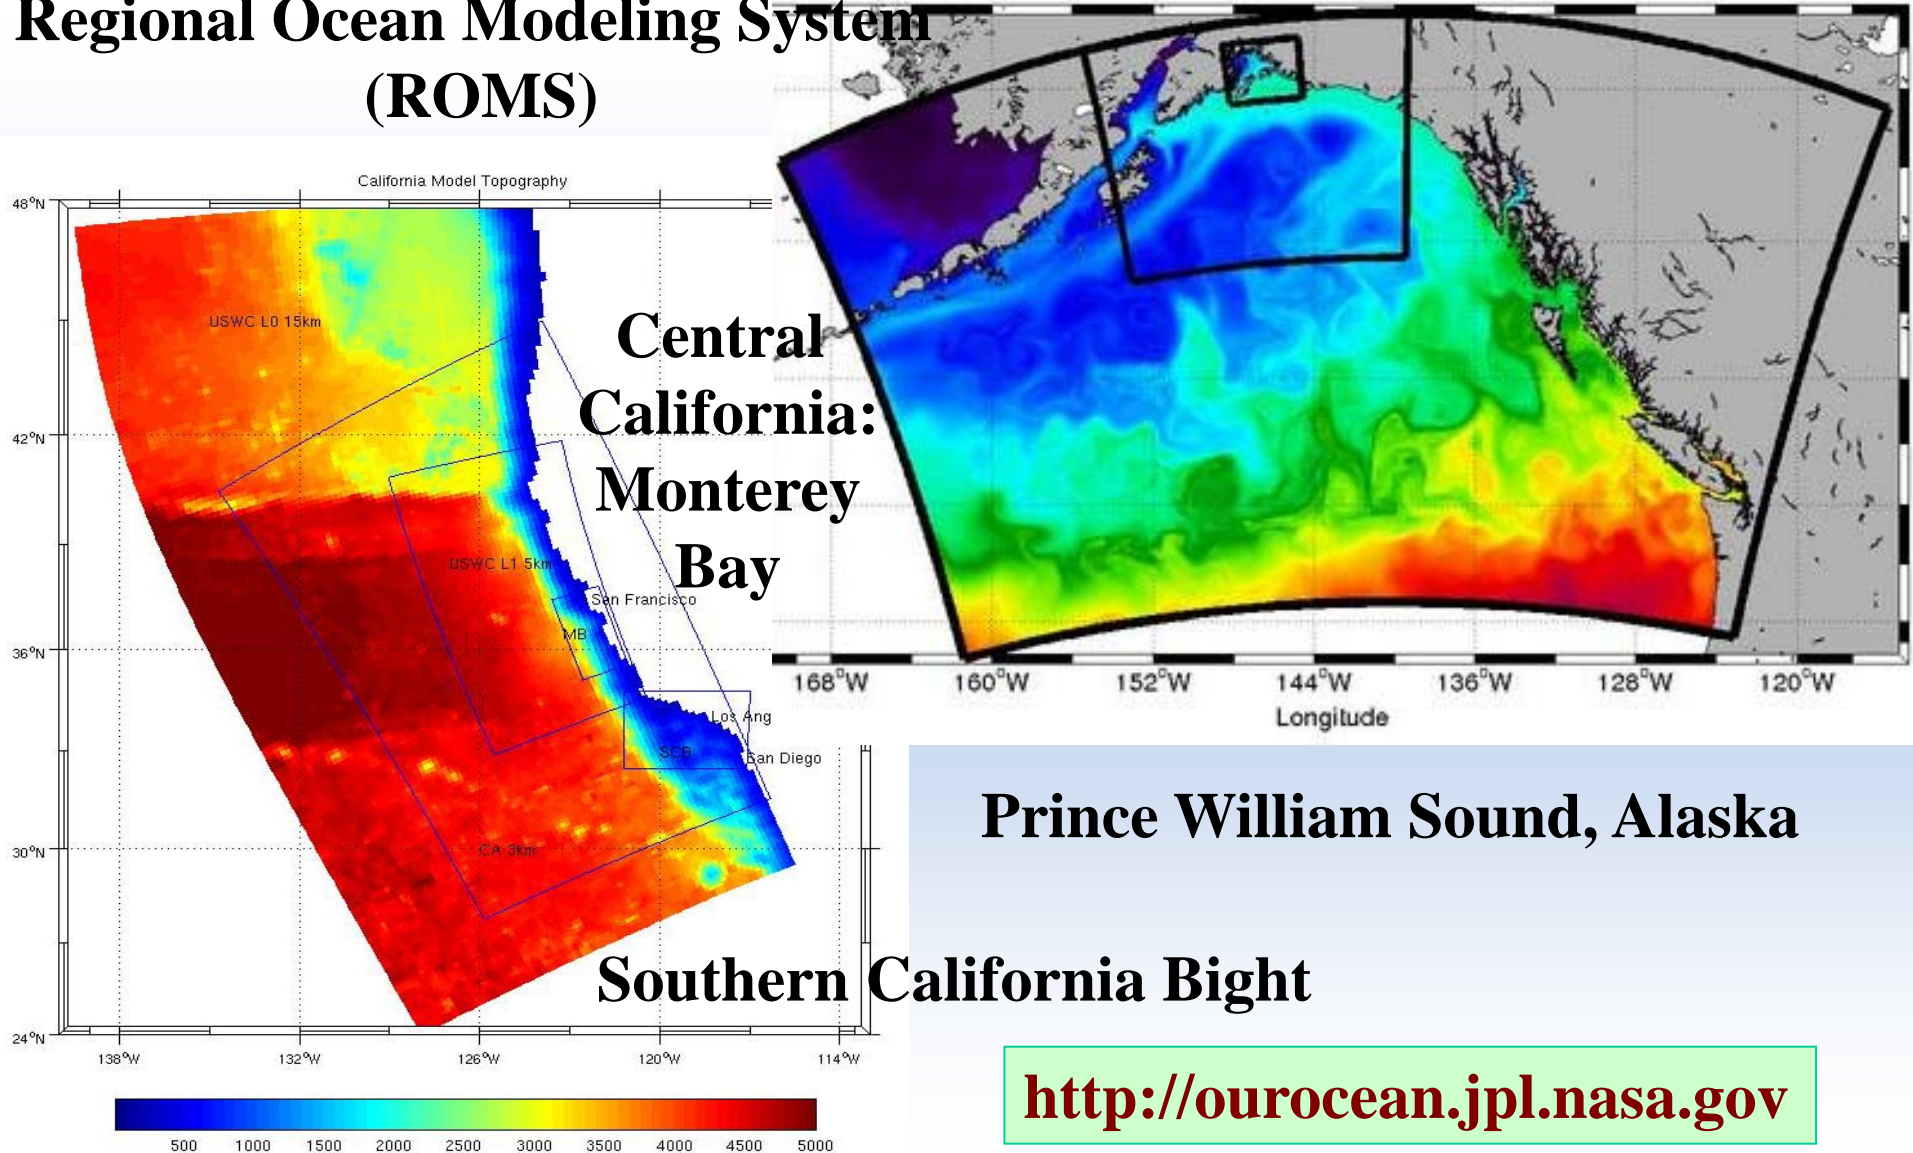 Regional Ocean Modeling System
(ROMS)
California Model Topography
48°N
42°N
36°N
30°N
24°N
138°W
132°W
126°W
120°W
114°W
USWC L0 15km
USWC L1 5km
San Francisco
MB
Los Ang
SCB
San Diego
CA 3km
500
1000
1500
2000
2500
3000
3500
4000
4500
5000
Central
California:
Monterey
Bay
168°W
160°W
152°W
144°W
136°W
128°W
120°W
Longitude
Prince William Sound, Alaska
Southern California Bight
http://ourocean.jpl.nasa.gov